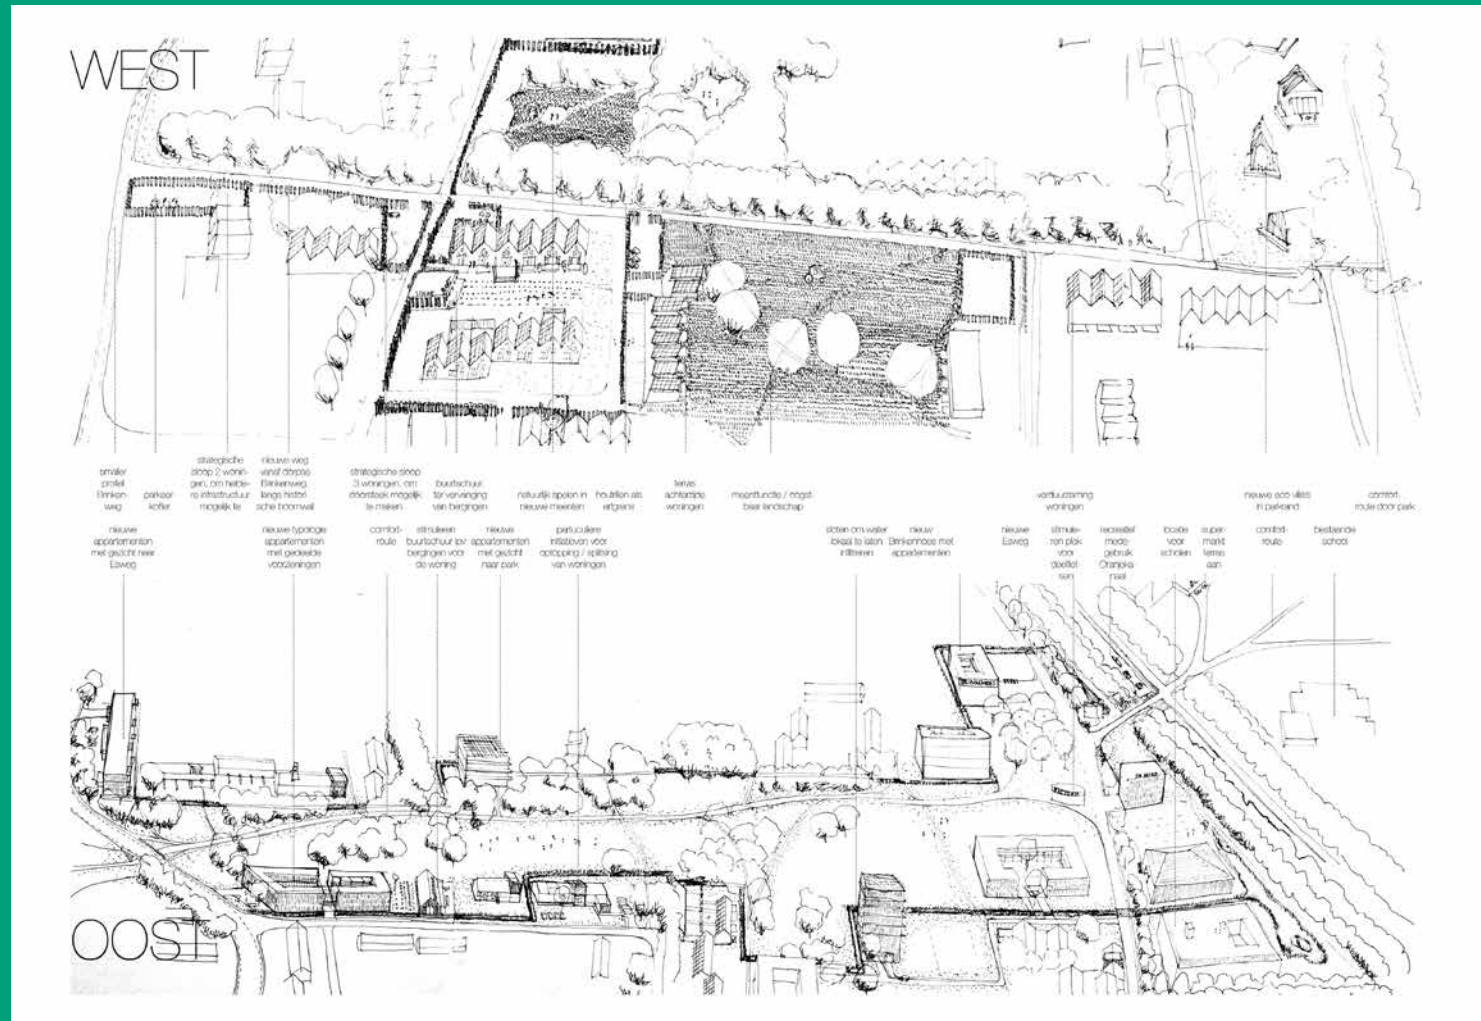 WEST
smaller
profiel
Brinken-
weg
parkeer
koffer
strategische
sloop 2 wonin-
gen, om helde-
re infrastructuur
mogelijk te
nieuwe weg
vanaf dorpse
Brinkenweg,
langs histori
sche boomwal
strategische sloop
3 woningen, om
doorsteek mogelijk
te maken
buurtschuur,
ter vervanging
van bergingen
natuurlijk spelen in
nieuwe meenten
houtrillen als
erfgrens
terras
achterzijde
woningen
meentfunctie / oogst-
baar landschap
verduurzaming
woningen
nieuwe eco villa's
in parkrand
comfort-
route door park
nieuwe
appartementen
met gezicht naar
Esweg
nieuwe typologie
appartementen
met gedeelde
voorzieningen
comfort-
route
stimuleren
buurtschuur ipv
bergingen voor
de woning
nieuwe
appartementen
met gezicht
naar park
particuliere
initiatieven voor
optopping / splitsing
van woningen
sloten om water
lokaal te laten
infiltreren
nieuw
Brinkenhoes met
appartementen
nieuwe
Esweg
stimule-
ren plek
voor
deelfiet
sen
recreatief
mede-
gebruik
Oranjeka
naal
locatie
voor
scholen
super-
markt
terras
aan
comfort-
route
bestaande
school
OOST